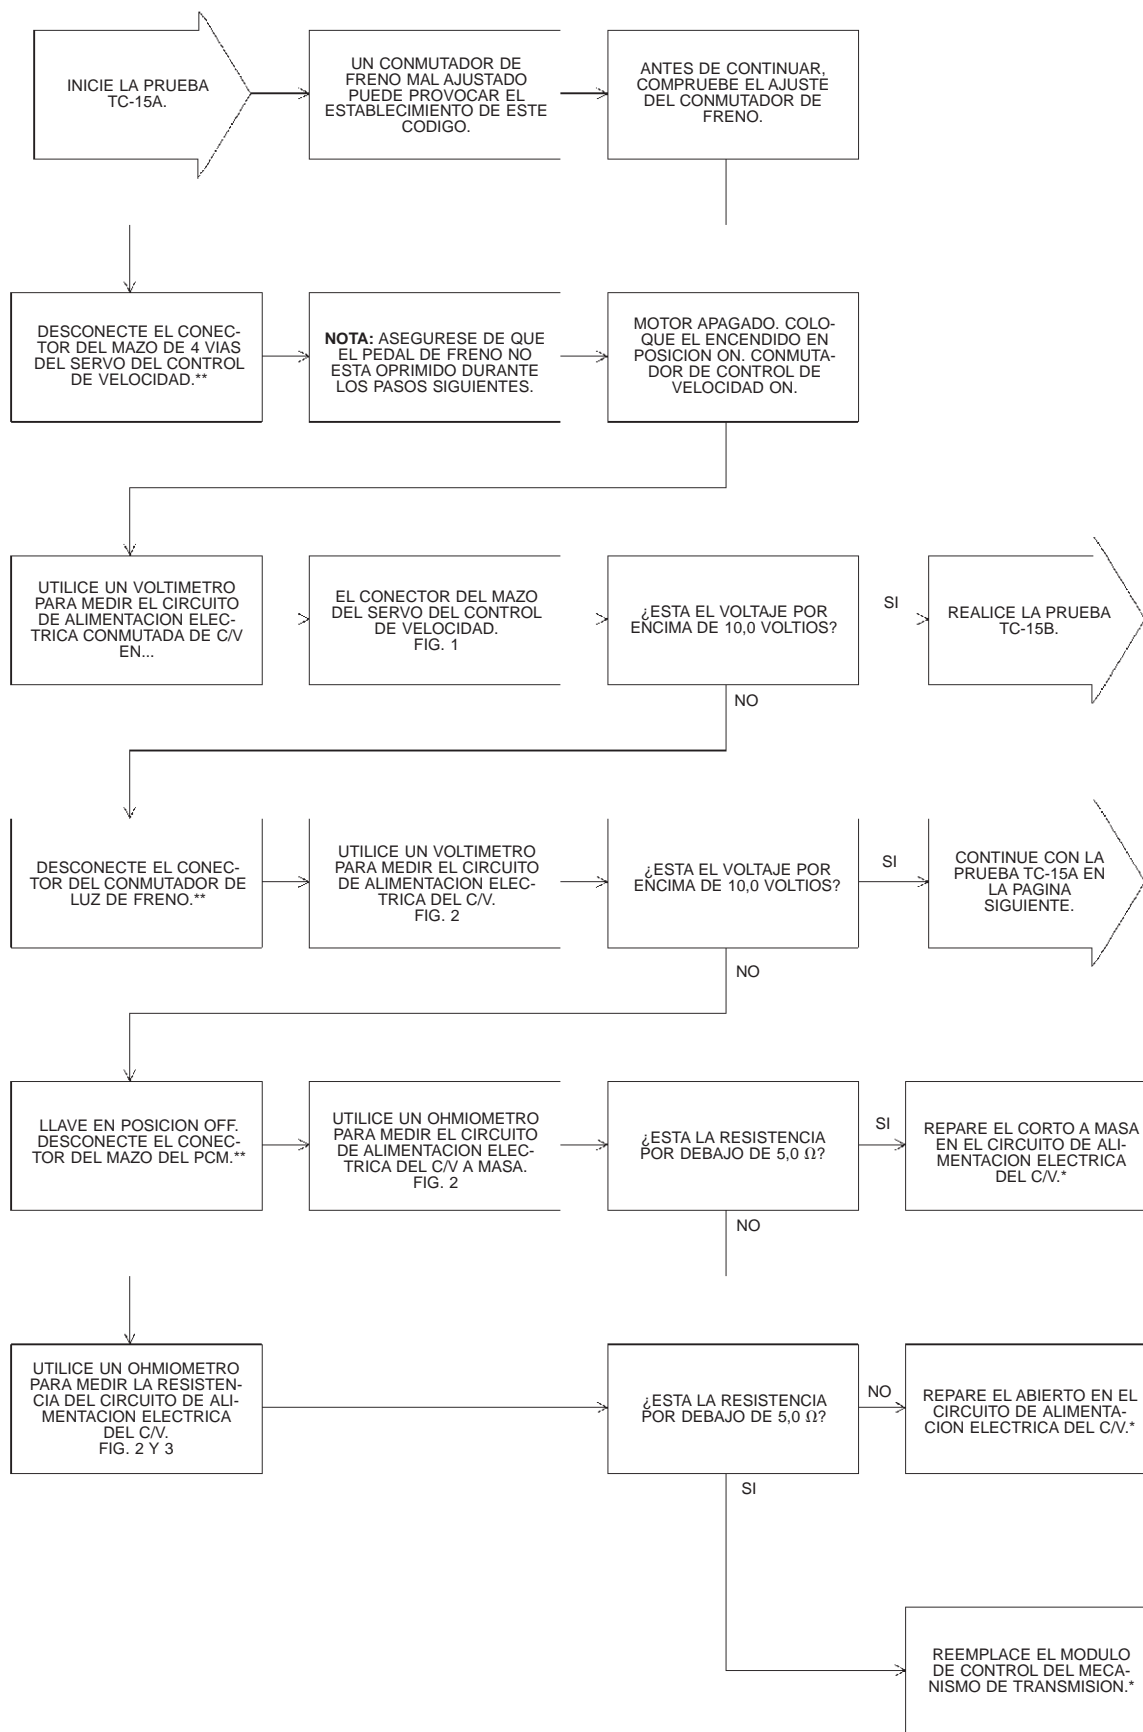 INICIE LA PRUEBA
TC-15A.
UN CONMUTADOR DE
FRENO MAL AJUSTADO
PUEDE PROVOCAR EL
ESTABLECIMIENTO DE ESTE
CODIGO.
ANTES DE CONTINUAR,
COMPRUEBE EL AJUSTE
DEL CONMUTADOR DE
FRENO.
DESCONECTE EL CONEC-
TOR DEL MAZO DE 4 VIAS
DEL SERVO DEL CONTROL
DE VELOCIDAD.**
NOTA: ASEGURESE DE QUE
EL PEDAL DE FRENO NO
ESTA OPRIMIDO DURANTE
LOS PASOS SIGUIENTES.
MOTOR APAGADO. COLO-
QUE EL ENCENDIDO EN
POSICION ON. CONMUTA-
DOR DE CONTROL DE
VELOCIDAD ON.
UTILICE UN VOLTIMETRO
PARA MEDIR EL CIRCUITO
DE ALIMENTACION ELEC-
TRICA CONMUTADA DE C/V
EN...
EL CONECTOR DEL MAZO
DEL SERVO DEL CONTROL
DE VELOCIDAD.
FIG. 1
¿ESTA EL VOLTAJE POR
ENCIMA DE 10,0 VOLTIOS?
SI
REALICE LA PRUEBA
TC-15B.
NO
DESCONECTE EL CONEC-
TOR DEL CONMUTADOR DE
LUZ DE FRENO.**
UTILICE UN VOLTIMETRO
PARA MEDIR EL CIRCUITO
DE ALIMENTACION ELEC-
TRICA DEL C/V.
FIG. 2
¿ESTA EL VOLTAJE POR
ENCIMA DE 10,0 VOLTIOS?
SI
CONTINUE CON LA
PRUEBA TC-15A EN
LA PAGINA
SIGUIENTE.
NO
LLAVE EN POSICION OFF.
DESCONECTE EL CONEC-
TOR DEL MAZO DEL PCM.**
UTILICE UN OHMIOMETRO
PARA MEDIR EL CIRCUITO
DE ALIMENTACION ELEC-
TRICA DEL C/V A MASA.
FIG. 2
¿ESTA LA RESISTENCIA
POR DEBAJO DE 5,0 Ω?
SI
REPARE EL CORTO A MASA
EN EL CIRCUITO DE ALI-
MENTACION ELECTRICA
DEL C/V.*
NO
UTILICE UN OHMIOMETRO
PARA MEDIR LA RESISTEN-
CIA DEL CIRCUITO DE ALI-
MENTACION ELECTRICA
DEL C/V.
FIG. 2 Y 3
¿ESTA LA RESISTENCIA
POR DEBAJO DE 5,0 Ω?
NO
REPARE EL ABIERTO EN EL
CIRCUITO DE ALIMENTA-
CION ELECTRICA DEL C/V.*
SI
REEMPLACE EL MODULO
DE CONTROL DEL MECA-
NISMO DE TRANSMISION.*